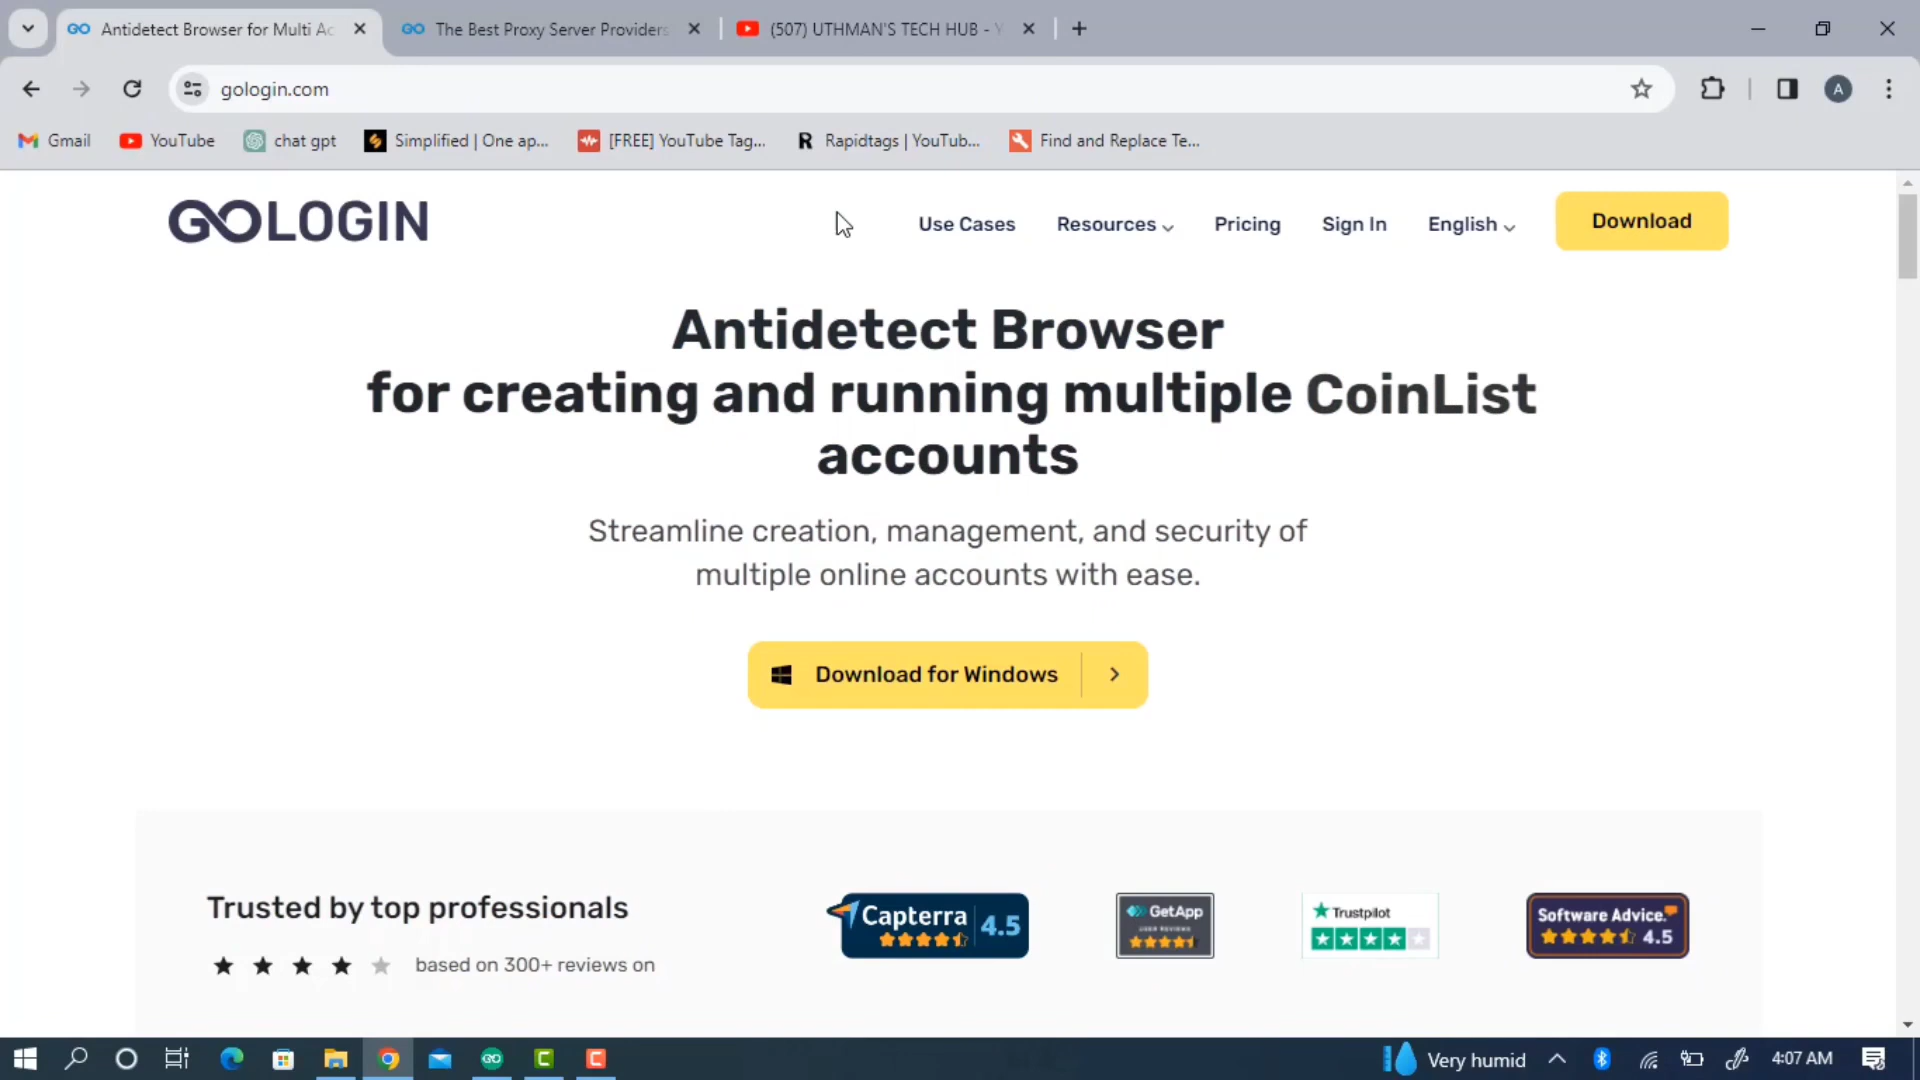 Antidetect Browser for Multi Ac
The Best Proxy Server Providers
(507) UTHMAN'S TECH HUB - Y
gologin.com
A
Gmail
YouTube
chat gpt
Simplified | One ap...
[FREE] YouTube Tag...
R Rapidtags | YouTub...
Find and Replace Te...
GOLOGIN
Use Cases
Resources
Pricing
Sign In
English
Download
Antidetect Browser
for creating and running multiple CoinList
accounts
Streamline creation, management, and security of
multiple online accounts with ease.
Download for Windows
Trusted by top professionals
based on 300+ reviews on
Capterra 4.5
GetApp
USER REVIEWS
Trustpilot
Software Advice.
4.5
GO
C
C
Very humid
4:07 AM